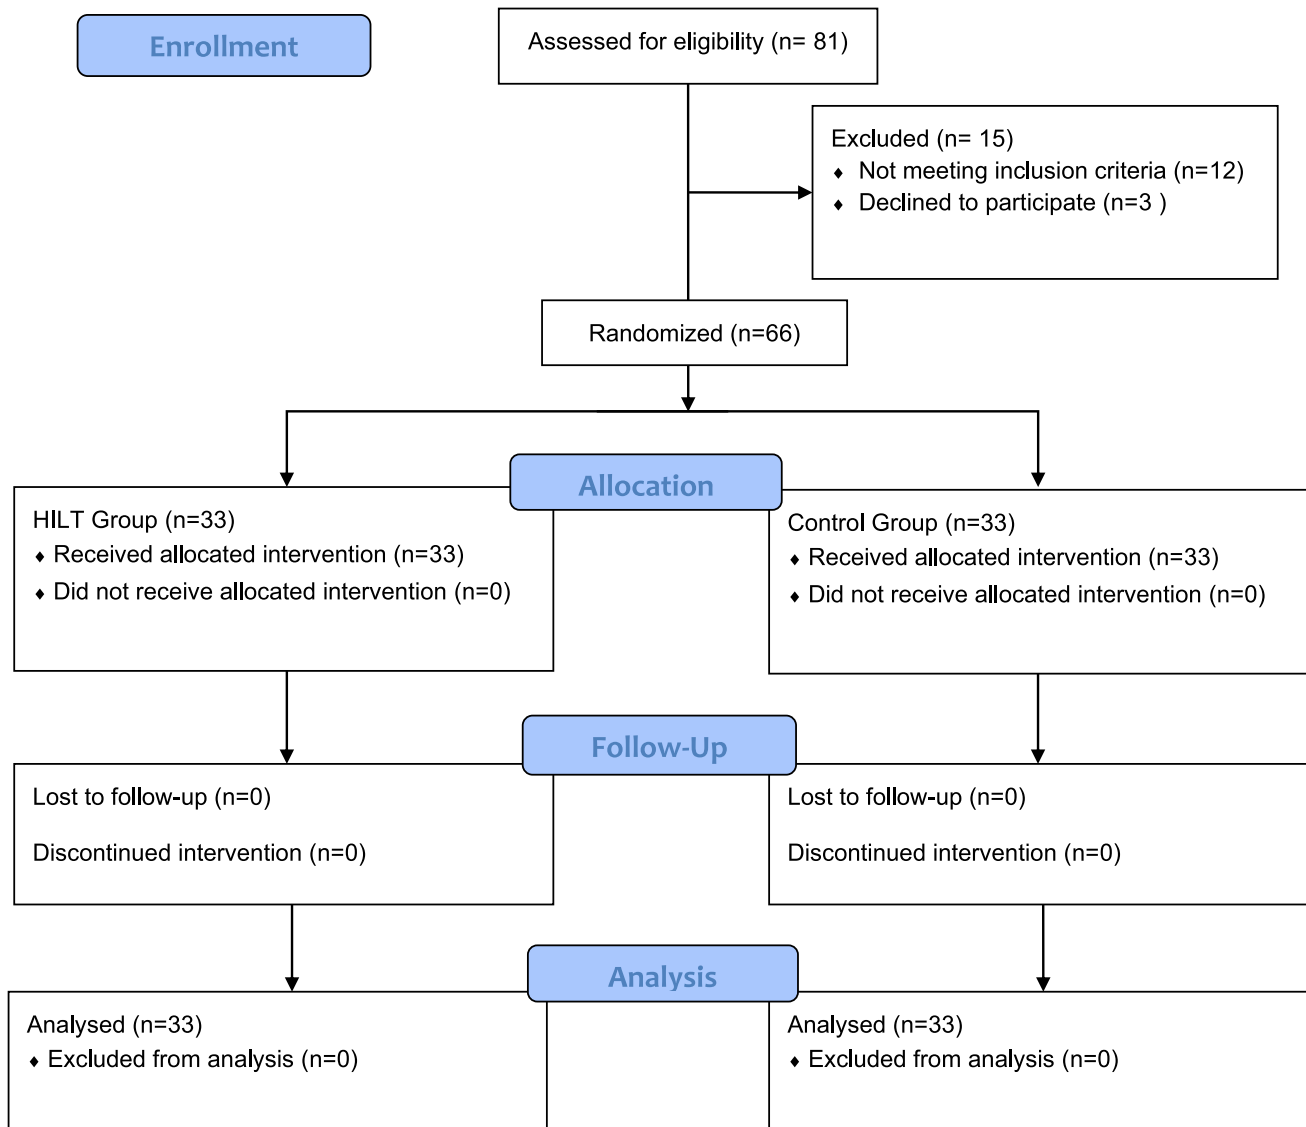 Enrollment
Assessed for eligibility (n= 81)
Excluded (n= 15)
♦ Not meeting inclusion criteria (n=12)
♦ Declined to participate (n=3 )
Randomized (n=66)
Allocation
HILT Group (n=33)
♦ Received allocated intervention (n=33)
♦ Did not receive allocated intervention (n=0)
Control Group (n=33)
♦ Received allocated intervention (n=33)
♦ Did not receive allocated intervention (n=0)
Follow-Up
Lost to follow-up (n=0)
Discontinued intervention (n=0)
Lost to follow-up (n=0)
Discontinued intervention (n=0)
Analysis
Analysed (n=33)
♦ Excluded from analysis (n=0)
Analysed (n=33)
♦ Excluded from analysis (n=0)